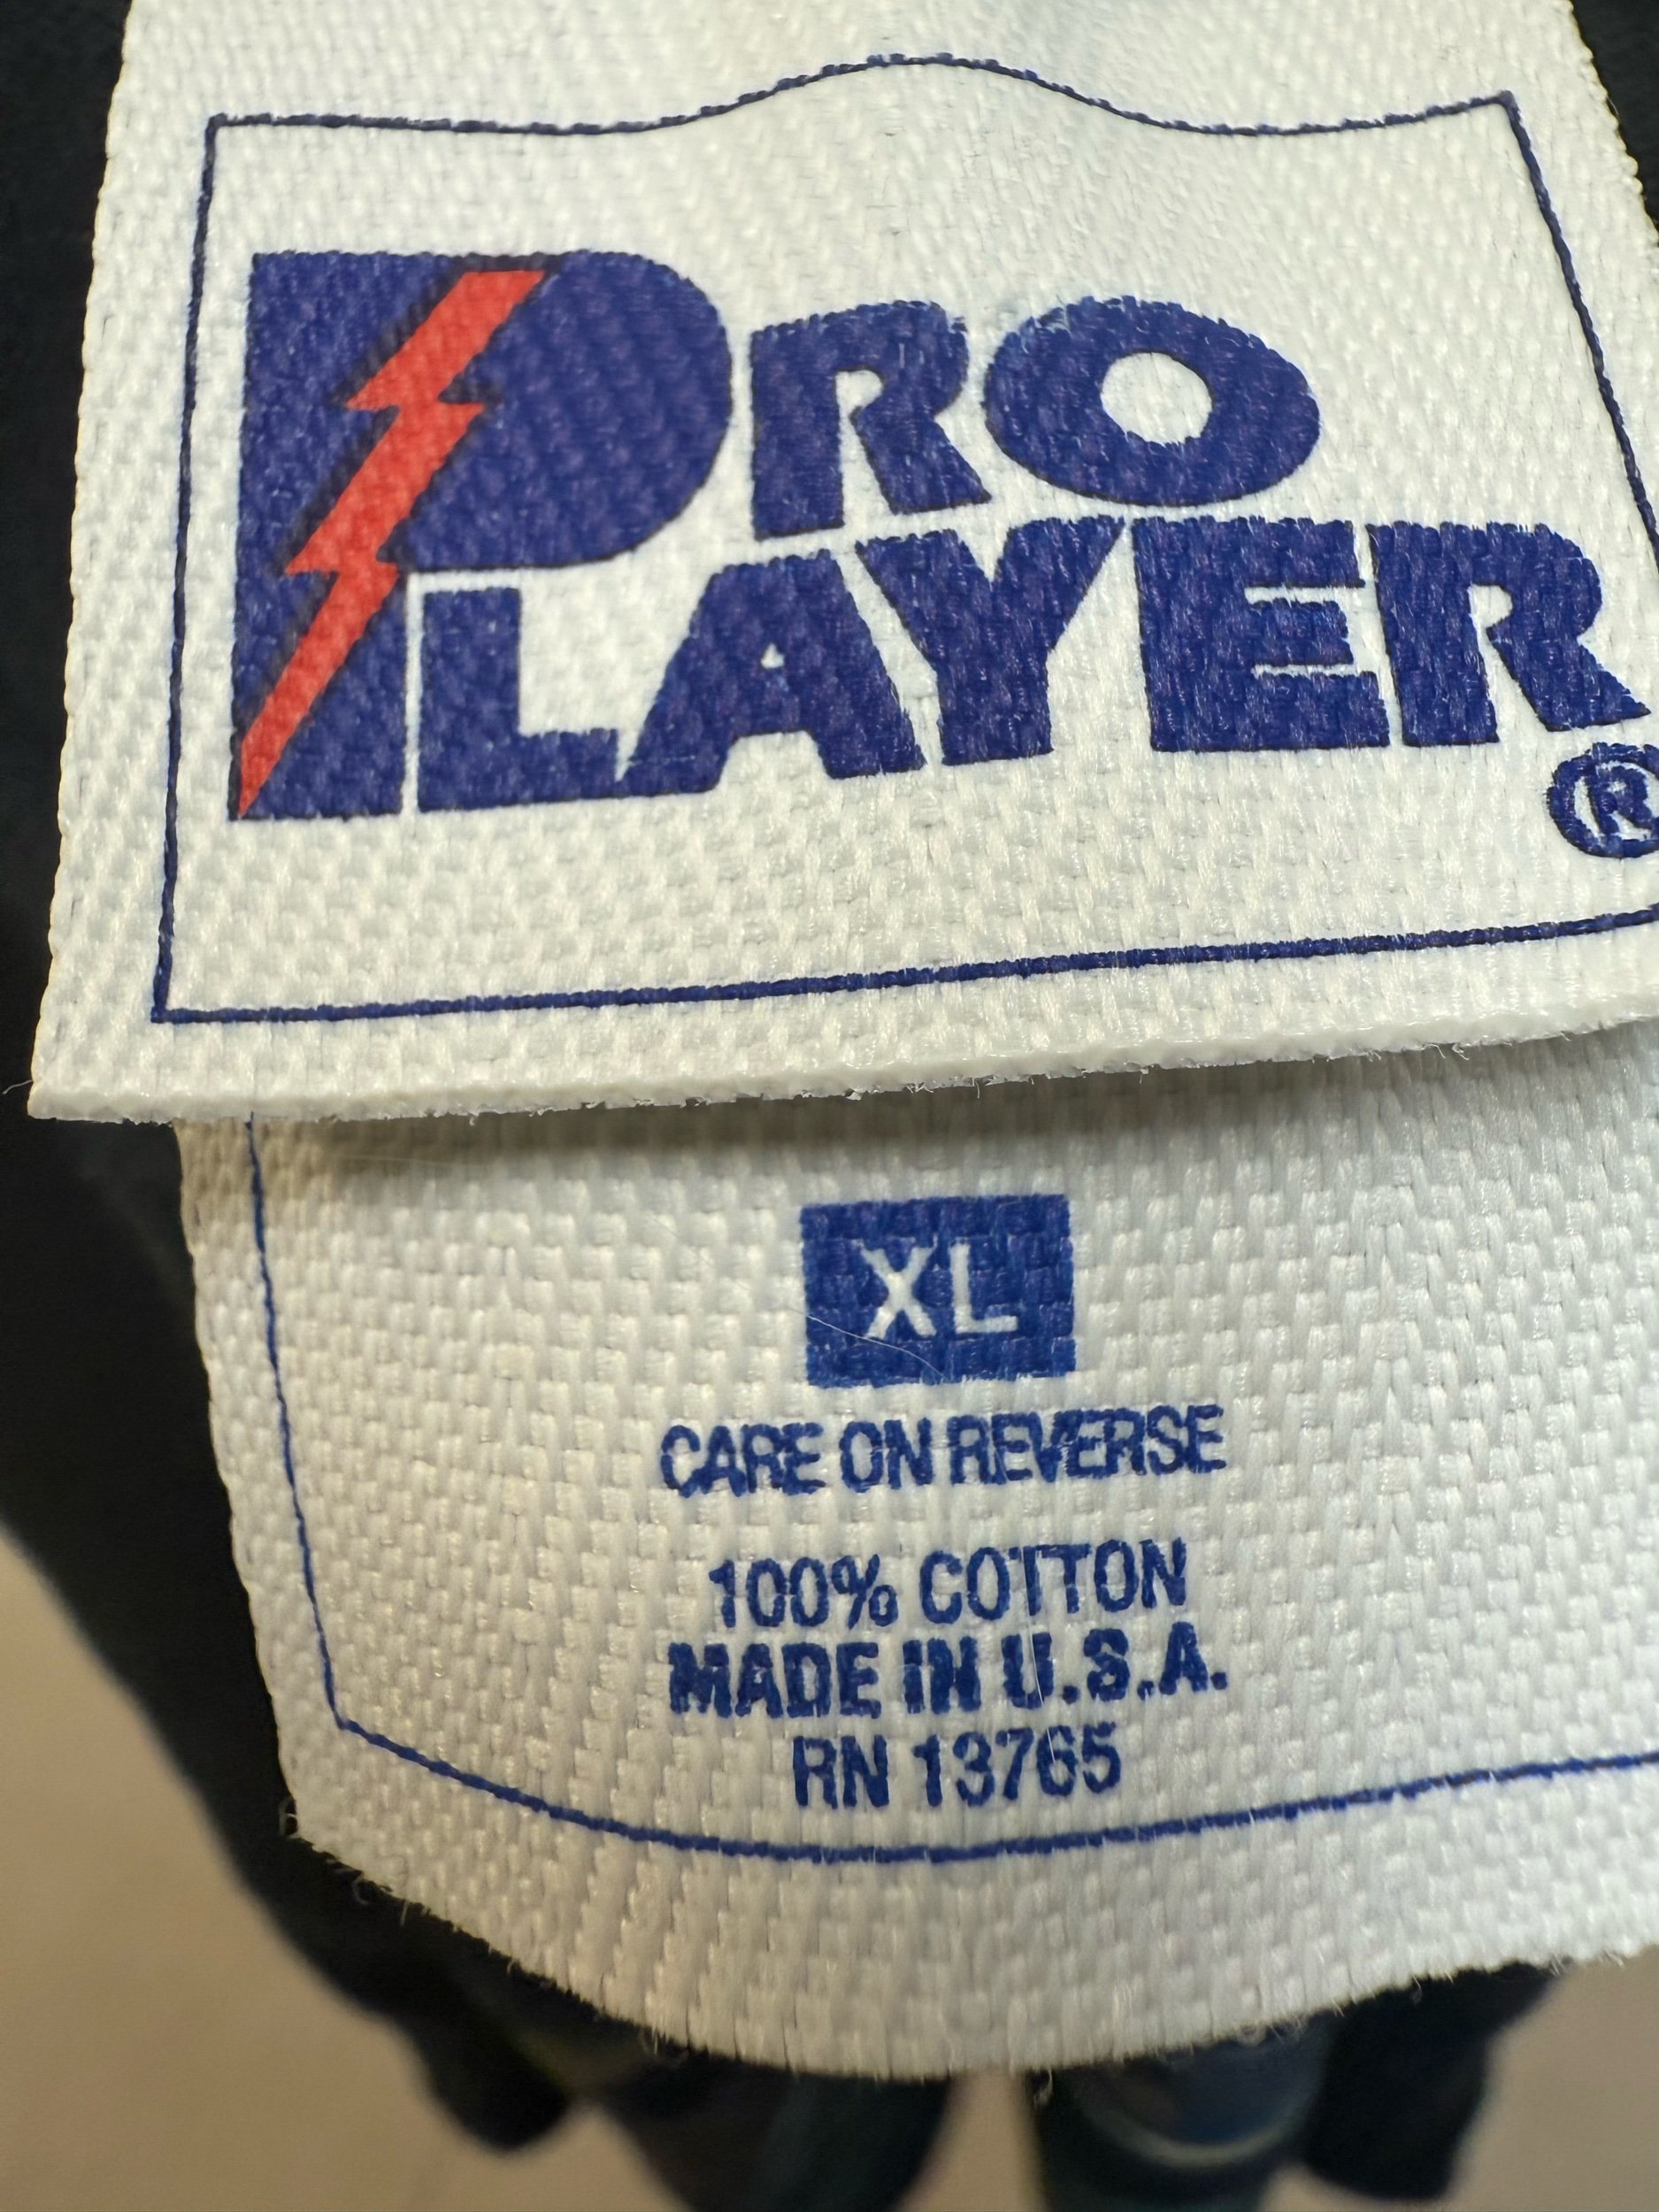 PRO
PLAYER
®
XL
CARE ON REVERSE
100% COTTON
MADE IN U.S.A.
RN 13765